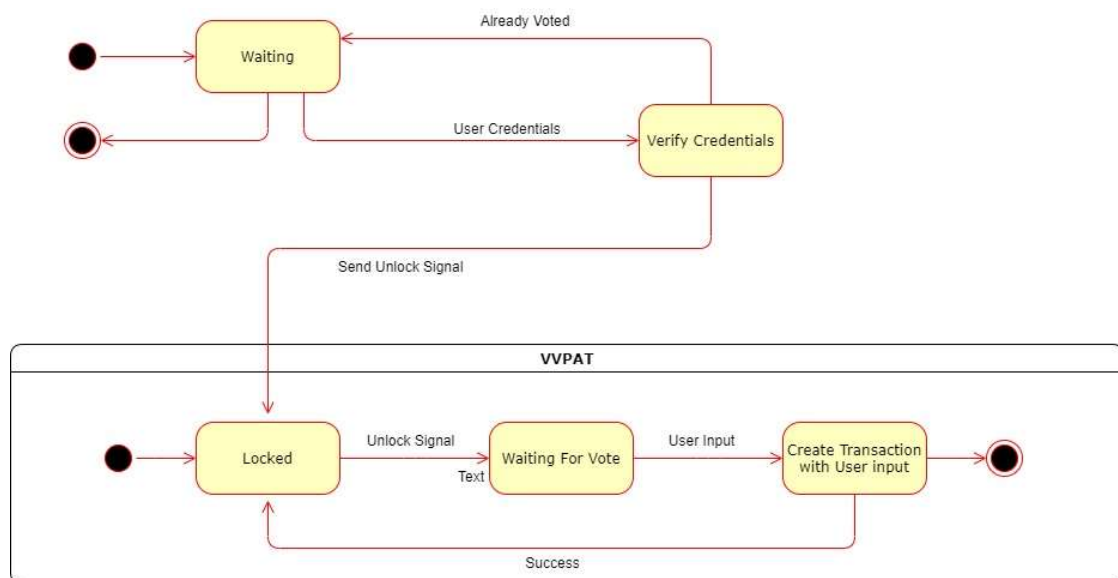 Already Voted
Waiting
User Credentials
Verify Credentials
Send Unlock Signal
VVPAT
Locked
Unlock Signal
Text
Waiting For Vote
User Input
Create Transaction
with User input
Success